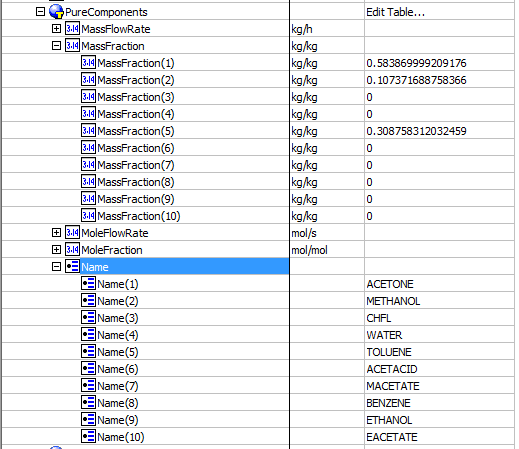 PureComponents Edit Table...
MassFlowRate kg/h
MassFraction kg/kg
MassFraction(1) kg/kg 0.583869999209176
MassFraction(2) kg/kg 0.107371688758366
MassFraction(3) kg/kg 0
MassFraction(4) kg/kg 0
MassFraction(5) kg/kg 0.308758312032459
MassFraction(6) kg/kg 0
MassFraction(7) kg/kg 0
MassFraction(8) kg/kg 0
MassFraction(9) kg/kg 0
MassFraction(10) kg/kg 0
MoleFlowRate mol/s
MoleFraction mol/mol
Name
Name(1) ACETONE
Name(2) METHANOL
Name(3) CHFL
Name(4) WATER
Name(5) TOLUENE
Name(6) ACETACID
Name(7) MACETATE
Name(8) BENZENE
Name(9) ETHANOL
Name(10) EACETATE